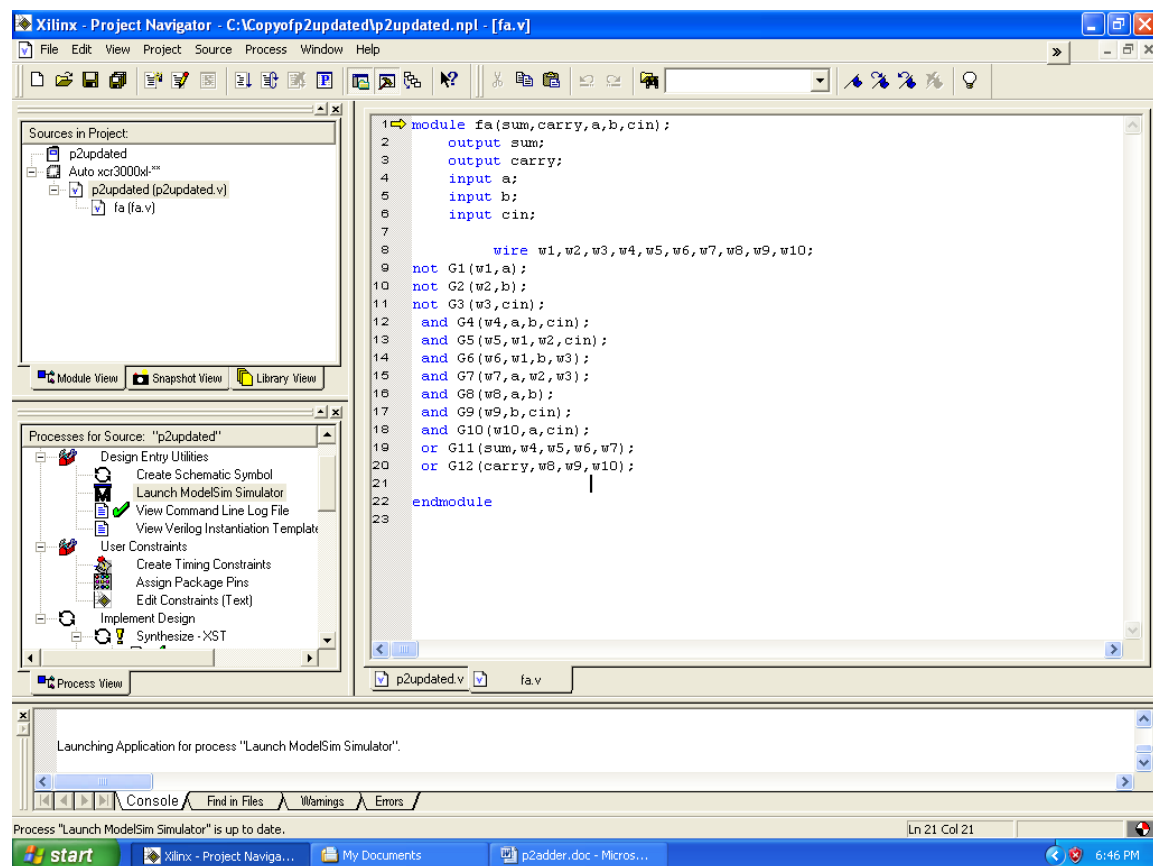 Xilinx - Project Navigator - C:\Copyofp2updated\p2updated.npl - [fa.v]
File Edit View Project Source Process Window Help
»
P
Sources in Project:
p2updated
Auto xcr3000xl-**
p2updated (p2updated.v)
fa (fa.v)
Module View Snapshot View Library View
Processes for Source: "p2updated"
Design Entry Utilities
Create Schematic Symbol
Launch ModelSim Simulator
View Command Line Log File
View Verilog Instantiation Template
User Constraints
Create Timing Constraints
Assign Package Pins
Edit Constraints (Text)
Implement Design
Synthesize - XST
Process View
1 module fa(sum,carry,a,b,cin);
2 output sum;
3 output carry;
4 input a;
5 input b;
6 input cin;
7
8 wire w1,w2,w3,w4,w5,w6,w7,w8,w9,w10;
9 not G1(w1,a);
10 not G2(w2,b);
11 not G3(w3,cin);
12 and G4(w4,a,b,cin);
13 and G5(w5,w1,w2,cin);
14 and G6(w6,w1,b,w3);
15 and G7(w7,a,w2,w3);
16 and G8(w8,a,b);
17 and G9(w9,b,cin);
18 and G10(w10,a,cin);
19 or G11(sum,w4,w5,w6,w7);
20 or G12(carry,w8,w9,w10);
21
22 endmodule
23
p2updated.v fa.v
Launching Application for process "Launch ModelSim Simulator".
Console Find in Files Warnings Errors
Process "Launch ModelSim Simulator" is up to date. Ln 21 Col 21
start Xilinx - Project Naviga... My Documents p2adder.doc - Micros... 6:46 PM